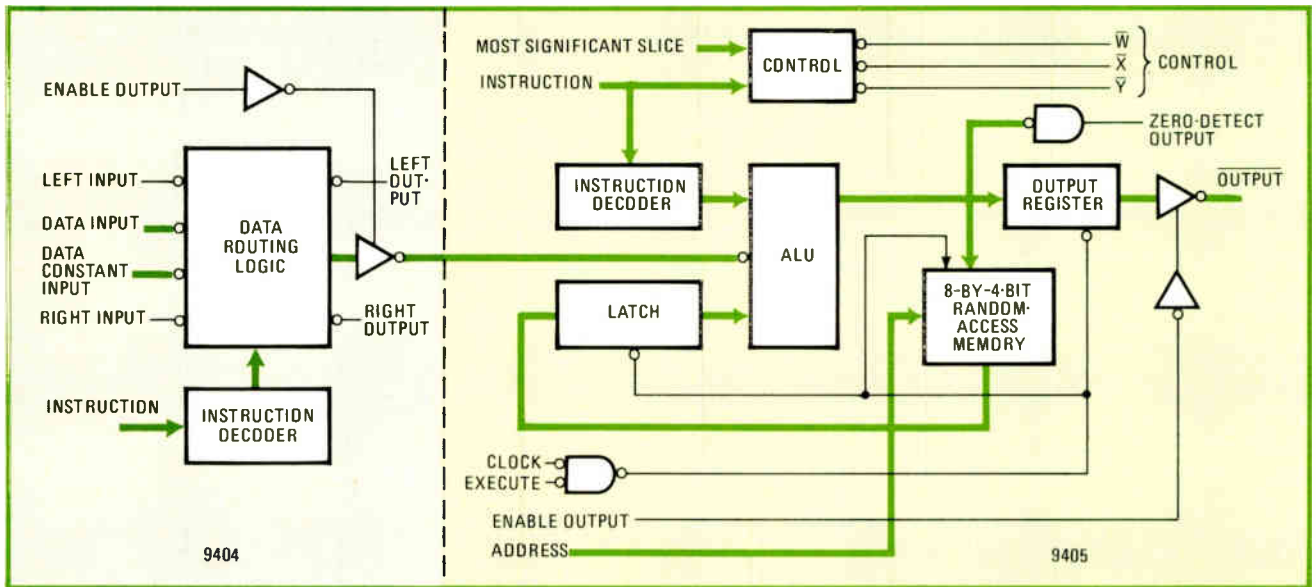 ENABLE OUTPUT
LEFT INPUT
DATA INPUT
DATA
CONSTANT
INPUT
RIGHT INPUT
DATA
ROUTING
LOGIC
LEFT
OUT-
PUT
RIGHT
OUTPUT
INSTRUCTION
INSTRUCTION
DECODER
9404
MOST SIGNIFICANT SLICE
INSTRUCTION
CONTROL
W̅
X̅
Y̅
CONTROL
ZERO-DETECT
OUTPUT
INSTRUCTION
DECODER
ALU
OUTPUT
REGISTER
O̅U̅T̅P̅U̅T̅
LATCH
8-BY-4-BIT
RANDOM-
ACCESS
MEMORY
CLOCK
EXECUTE
ENABLE OUTPUT
ADDRESS
9405